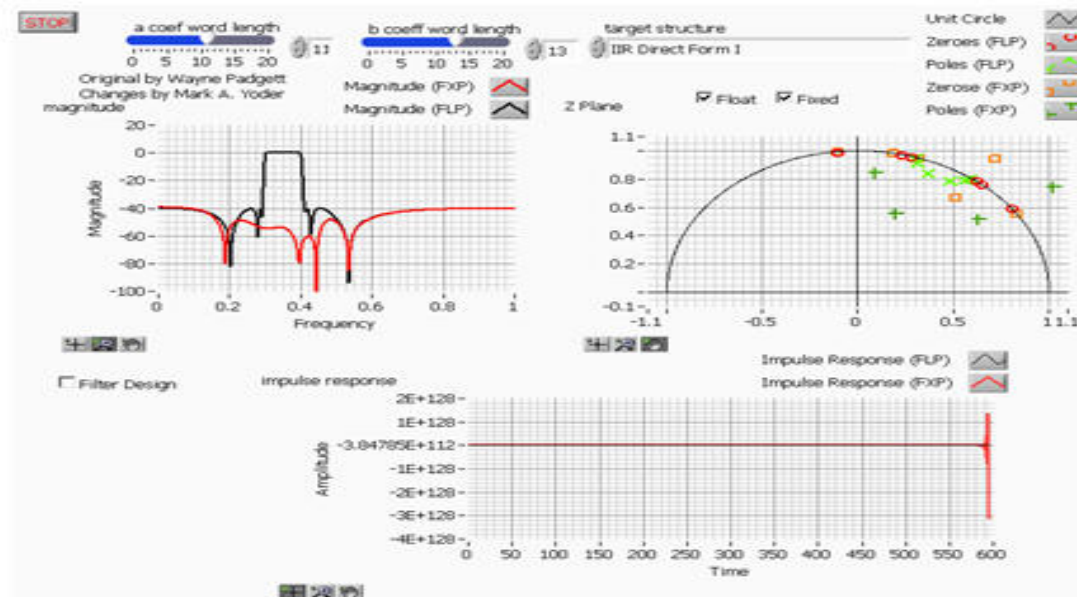 STOP
a coef word length
0 5 10 15 20
11
b coeff word length
0 5 10 15 20
13
target structure
IIR Direct Form I
Unit Circle
Zeroes (FLP)
Poles (FLP)
Zerose (FXP)
Poles (FXP)
Original by Wayne Padgett
Changes by Mark A. Yoder
Magnitude (FXP)
Magnitude (FLP)
magnitude
Z Plane
Float
Fixed
20
0
-20
-40
-60
-80
-100
Magnitude
0 0.2 0.4 0.6 0.8 1
Frequency
1.1
0.8
0.6
0.4
0.2
-0.1
-1.1 -0.5 0 0.5 1.1
Filter Design
impulse response
Impulse Response (FLP)
Impulse Response (FXP)
2E+128
1E+128
-3.84785E+112
-1E+128
-2E+128
-3E+128
-4E+128
Amplitude
0 50 100 150 200 250 300 350 400 450 500 550 600
Time